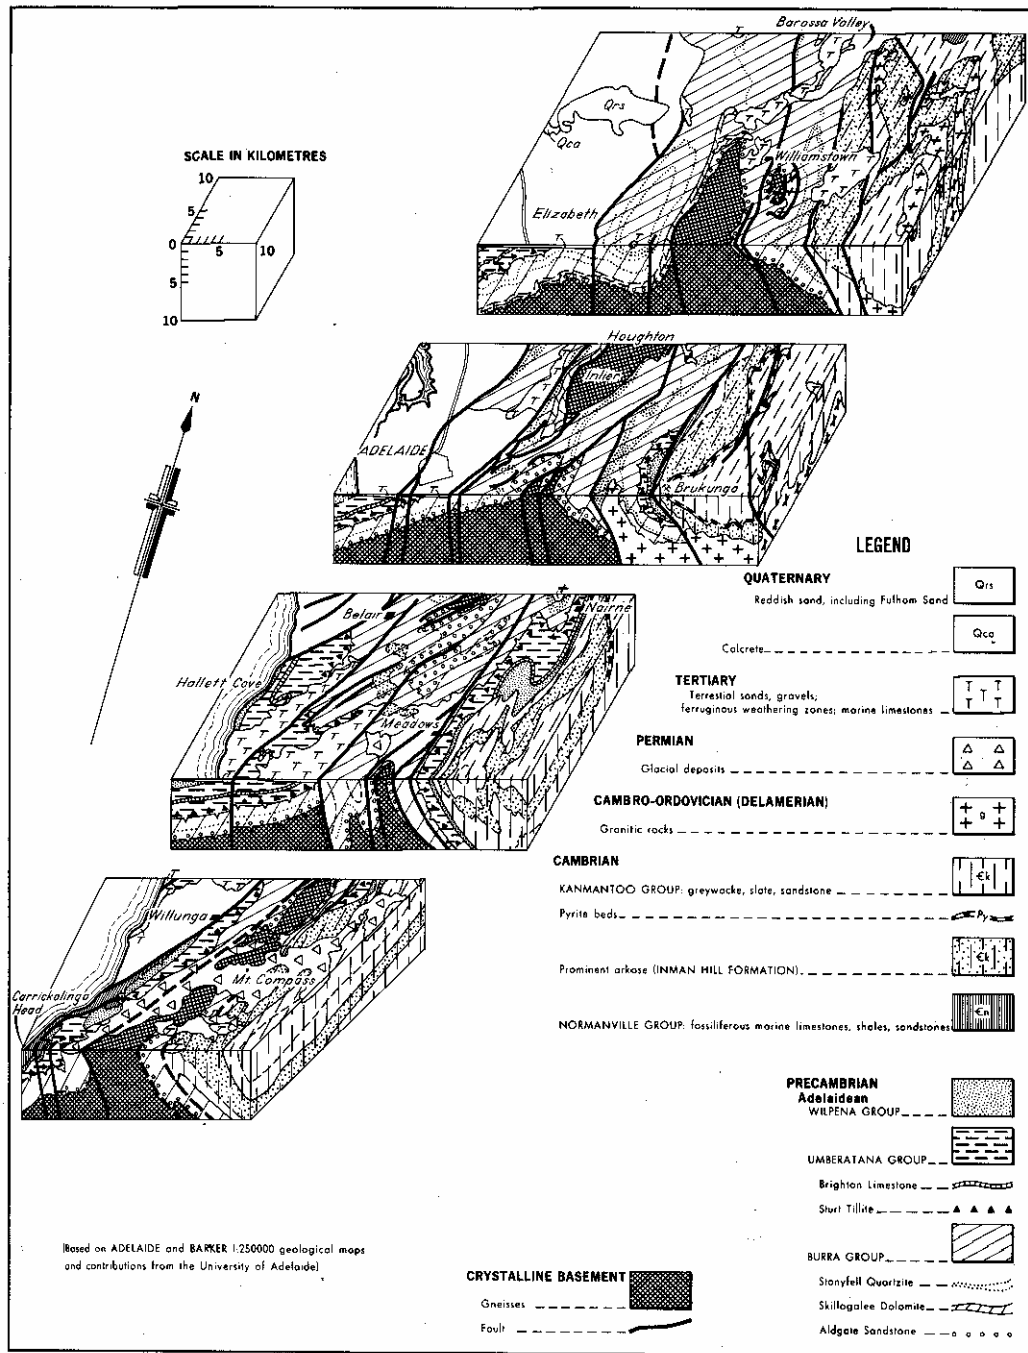 Barossa Valley
Qrs
Qca
SCALE IN KILOMETRES
10
5
0
5
10
5
10
Williamstown
Elizabeth
Houghton
Inlier
N
ADELAIDE
Brukunga
LEGEND
QUATERNARY
Reddish sand, including Fulham Sand
Qrs
Calcrete
Qca
TERTIARY
Terrestial sands, gravels;
ferruginous weathering zones; marine limestones
T T
T
T T
PERMIAN
Glacial deposits
CAMBRO-ORDOVICIAN (DELAMERIAN)
Granitic rocks
g
CAMBRIAN
KANMANTOO GROUP: greywacke, slate, sandstone
Єk
Pyrite beds
Py
Prominent arkose (INMAN HILL FORMATION)
Єk
NORMANVILLE GROUP: fossiliferous marine limestones, shales, sandstones
Єn
Belair
Nairne
Hallett Cove
Meadows
Willunga
Mt. Compass
Carrickalinga
Head
PRECAMBRIAN
Adelaidean
WILPENA GROUP
UMBERATANA GROUP
Brighton Limestone
Sturt Tillite
BURRA GROUP
Stonyfell Quartzite
Skillogalee Dolomite
Aldgate Sandstone
(Based on ADELAIDE and BARKER 1:250000 geological maps
and contributions from the University of Adelaide)
CRYSTALLINE BASEMENT
Gneisses
Fault